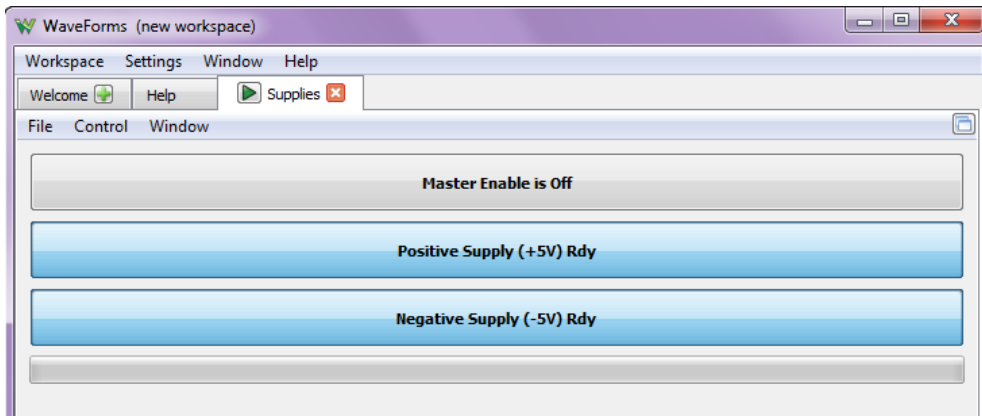 WaveForms (new workspace)
Workspace Settings Window Help
Welcome Help Supplies
File Control Window
Master Enable is Off
Positive Supply (+5V) Rdy
Negative Supply (-5V) Rdy